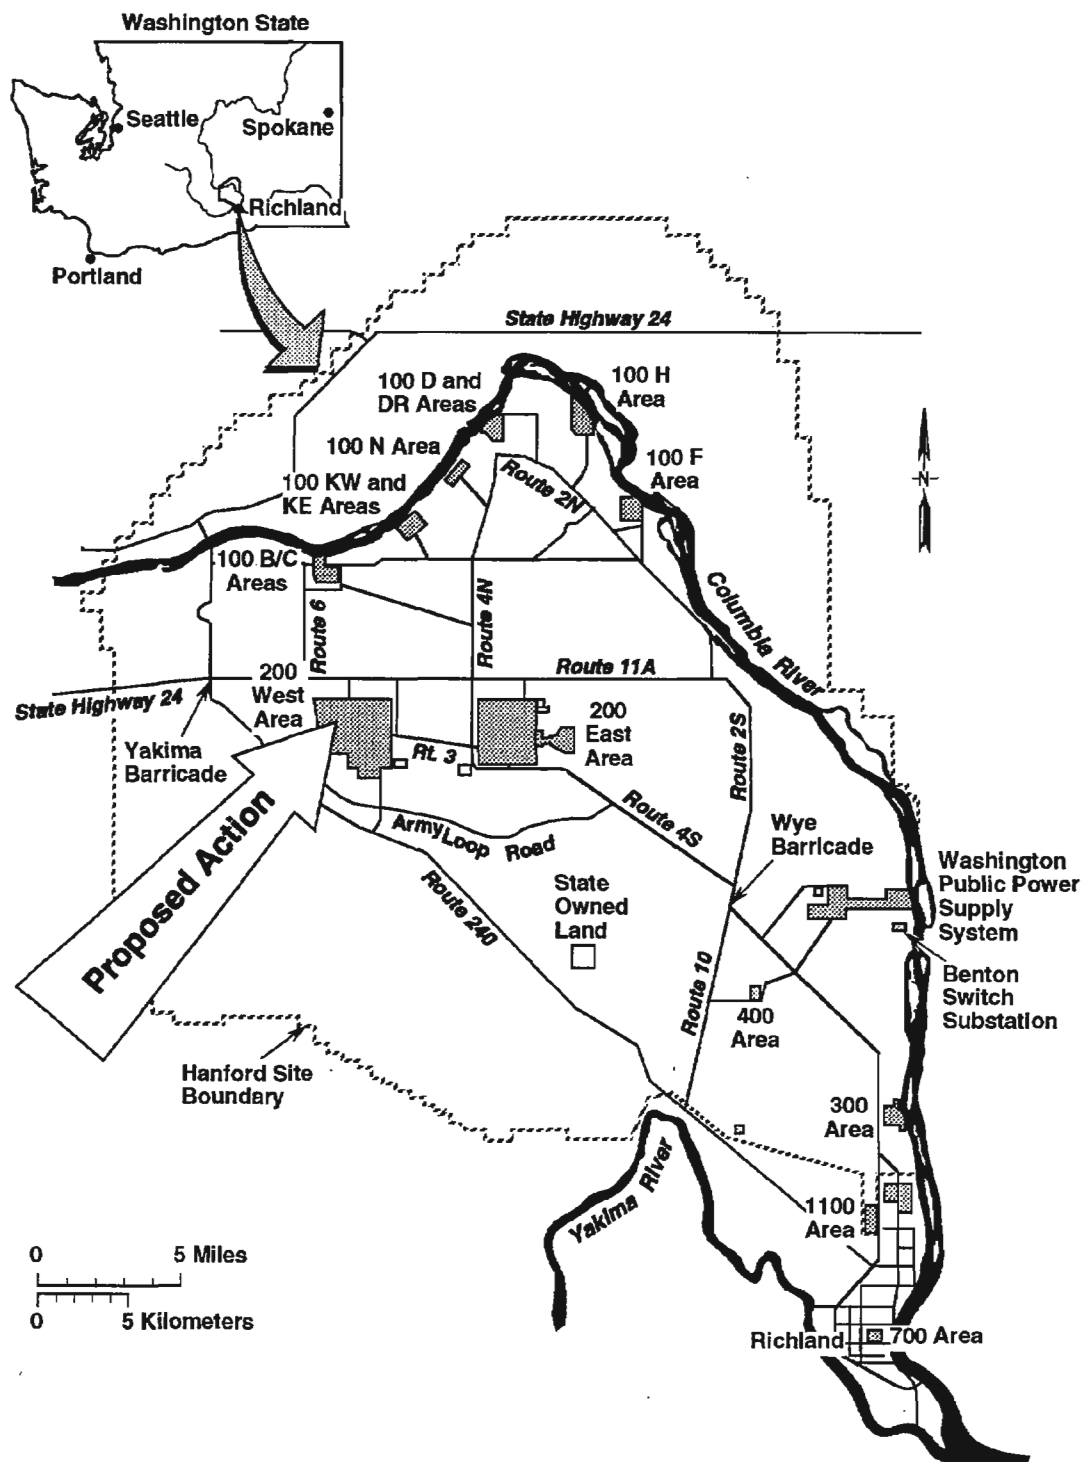 Washington State
Seattle
Spokane
Richland
Portland
State Highway 24
100 D and
DR Areas
100 H
Area
100 N Area
100 F
Area
100 KW and
KE Areas
Route 2N
-N-
100 B/C
Areas
Columbia River
Route 6
Route 4N
Route 11A
200
West
Area
State Highway 24
200
East
Area
Yakima
Barricade
Rt. 3
Route 2S
Route 4S
Army Loop Road
Wye
Barricade
Proposed Action
Washington
Public Power
Supply
System
State
Owned
Land
Route 240
Route 10
Benton
Switch
Substation
400
Area
Hanford Site
Boundary
300
Area
Yakima River
1100
Area
0 5 Miles
0 5 Kilometers
Richland
700 Area